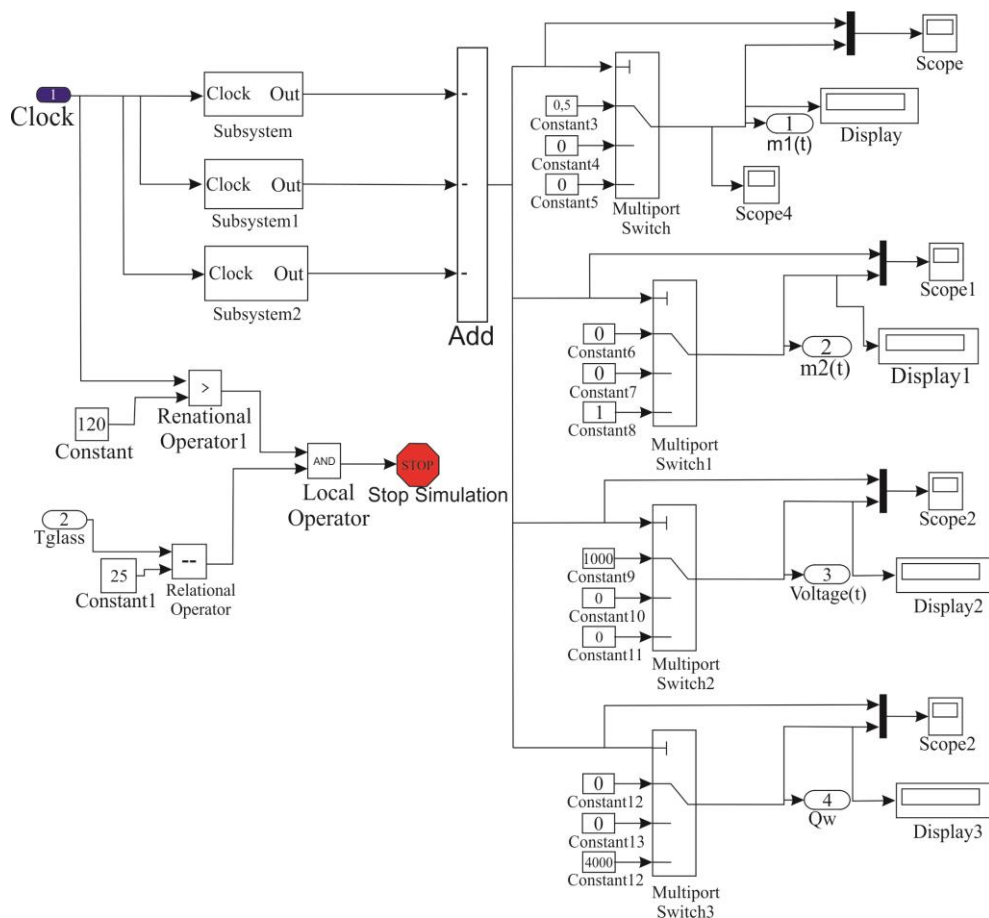 1
Clock
Clock Out
Subsystem
Clock Out
Subsystem1
Clock Out
Subsystem2
-
-
-
Add
0,5
Constant3
0
Constant4
0
Constant5
Multiport
Switch
Scope
1
m1(t)
Display
Scope4
0
Constant6
0
Constant7
1
Constant8
Multiport
Switch1
Scope1
2
m2(t)
Display1
120
Constant
>
Renational
Operator1
AND
Local
Operator
STOP
Stop Simulation
2
Tglass
25
Constant1
--
Relational
Operator
1000
Constant9
0
Constant10
0
Constant11
Multiport
Switch2
Scope2
3
Voltage(t)
Display2
0
Constant12
0
Constant13
4000
Constant12
Multiport
Switch3
Scope2
4
Qw
Display3